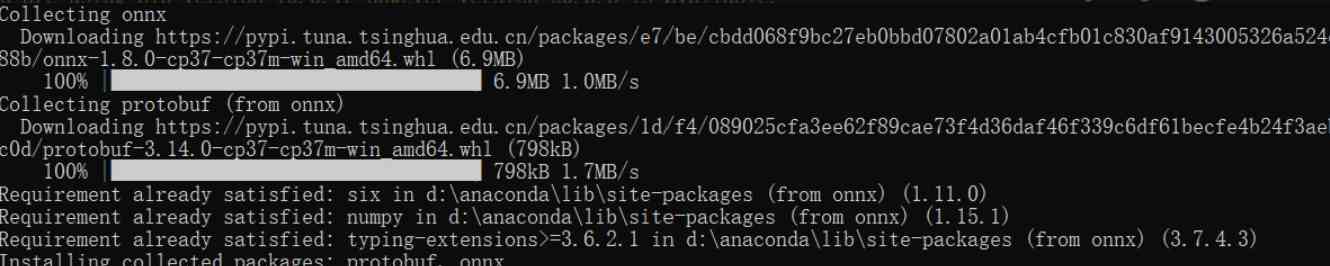 Collecting onnx
Downloading https://pypi.tuna.tsinghua.edu.cn/packages/e7/be/cbdd068f9bc27eb0bbd07802a01ab4cfb01c830af9143005326a524
88b/onnx-1.8.0-cp37-cp37m-win_amd64.whl (6.9MB)
100% 6.9MB 1.0MB/s
Collecting protobuf (from onnx)
Downloading https://pypi.tuna.tsinghua.edu.cn/packages/1d/f4/089025cfa3ee62f89cae73f4d36daf46f339c6df61becfe4b24f3ae
c0d/protobuf-3.14.0-cp37-cp37m-win_amd64.whl (798kB)
100% 798kB 1.7MB/s
Requirement already satisfied: six in d:\anaconda\lib\site-packages (from onnx) (1.11.0)
Requirement already satisfied: numpy in d:\anaconda\lib\site-packages (from onnx) (1.15.1)
Requirement already satisfied: typing-extensions>=3.6.2.1 in d:\anaconda\lib\site-packages (from onnx) (3.7.4.3)
Installing collected packages: protobuf, onnx